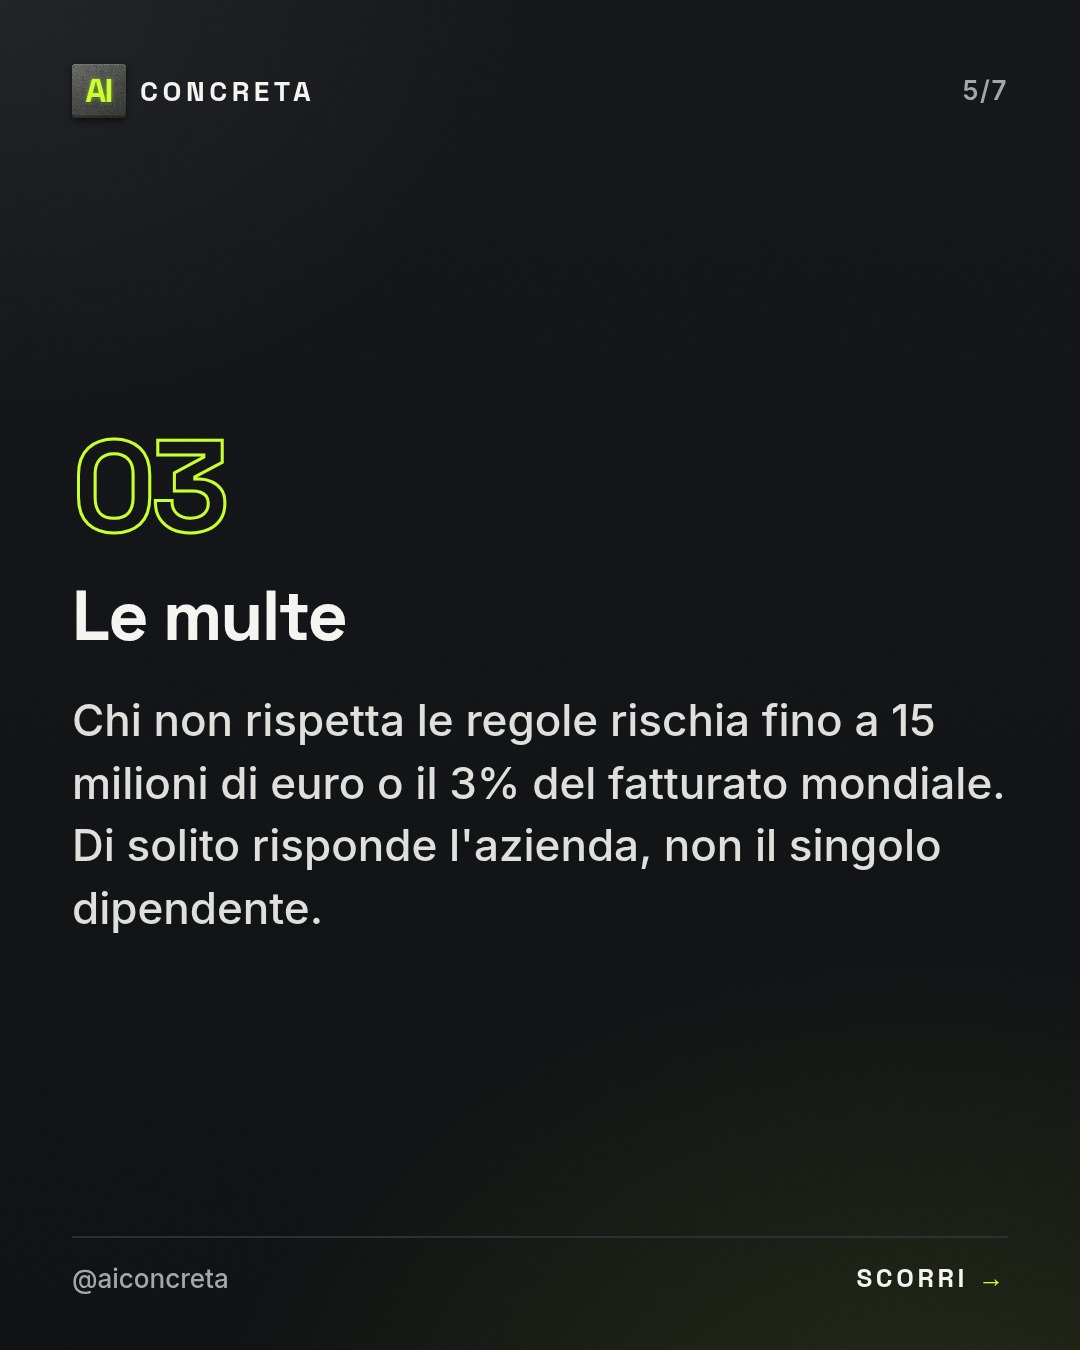 AI CONCRETA
5/7
03
Le multe
Chi non rispetta le regole rischia fino a 15
milioni di euro o il 3% del fatturato mondiale.
Di solito risponde l'azienda, non il singolo
dipendente.
@aiconcreta
SCORRI →